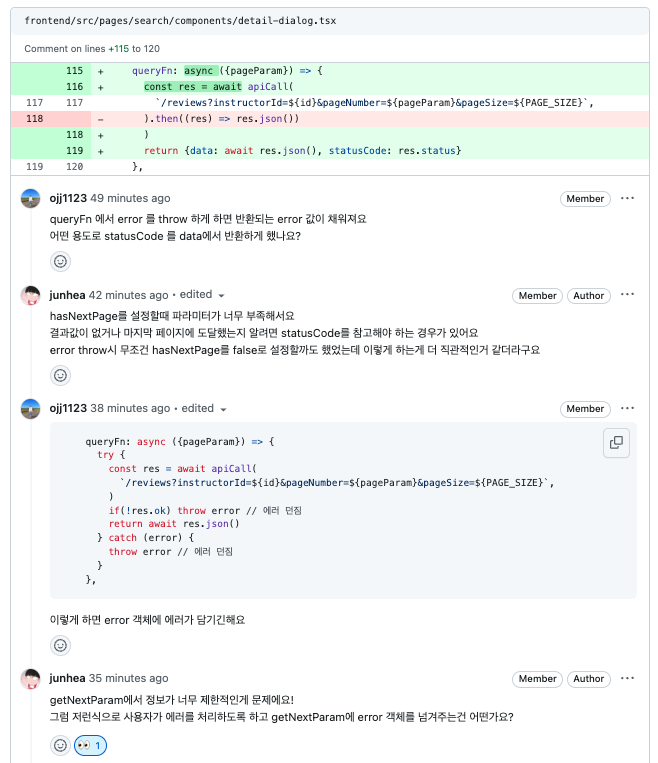 frontend/src/pages/search/components/detail-dialog.tsx
Comment on lines +115 to 120
115 + queryFn: async ({pageParam}) => {
116 + const res = await apiCall(
117 117 `/reviews?instructorId=${id}&pageNumber=${pageParam}&pageSize=${PAGE_SIZE}`,
118 - ).then((res) => res.json())
118 + )
119 + return {data: await res.json(), statusCode: res.status}
119 120 },
ojj1123 49 minutes ago Member ...
queryFn 에서 error 를 throw 하게 하면 반환되는 error 값이 채워져요
어떤 용도로 statusCode 를 data에서 반환하게 했나요?
junhea 42 minutes ago • edited Member Author ...
hasNextPage를 설정할때 파라미터가 너무 부족해서요
결과값이 없거나 마지막 페이지에 도달했는지 알려면 statusCode를 참고해야 하는 경우가 있어요
error throw시 무조건 hasNextPage를 false로 설정할까도 했었는데 이렇게 하는게 더 직관적인거 같더라구요
ojj1123 38 minutes ago • edited Member ...
queryFn: async ({pageParam}) => {
try {
const res = await apiCall(
`/reviews?instructorId=${id}&pageNumber=${pageParam}&pageSize=${PAGE_SIZE}`,
)
if(!res.ok) throw error // 에러 던짐
return await res.json()
} catch (error) {
throw error // 에러 던짐
}
},
이렇게 하면 error 객체에 에러가 담기긴해요
junhea 35 minutes ago Member Author ...
getNextParam에서 정보가 너무 제한적인게 문제에요!
그럼 저런식으로 사용자가 에러를 처리하도록 하고 getNextParam에 error 객체를 넘겨주는건 어떤가요?
👀 1